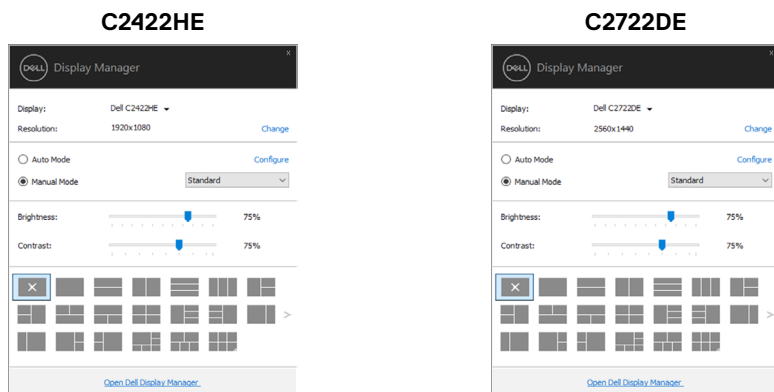 C2422HE
DELL Display Manager
x
Display: Dell C2422HE
Resolution: 1920x1080 Change
Auto Mode Configure
Manual Mode Standard
Brightness: 75%
Contrast: 75%
Open Dell Display Manager
C2722DE
DELL Display Manager
x
Display: Dell C2722DE
Resolution: 2560x1440 Change
Auto Mode Configure
Manual Mode Standard
Brightness: 75%
Contrast: 75%
Open Dell Display Manager